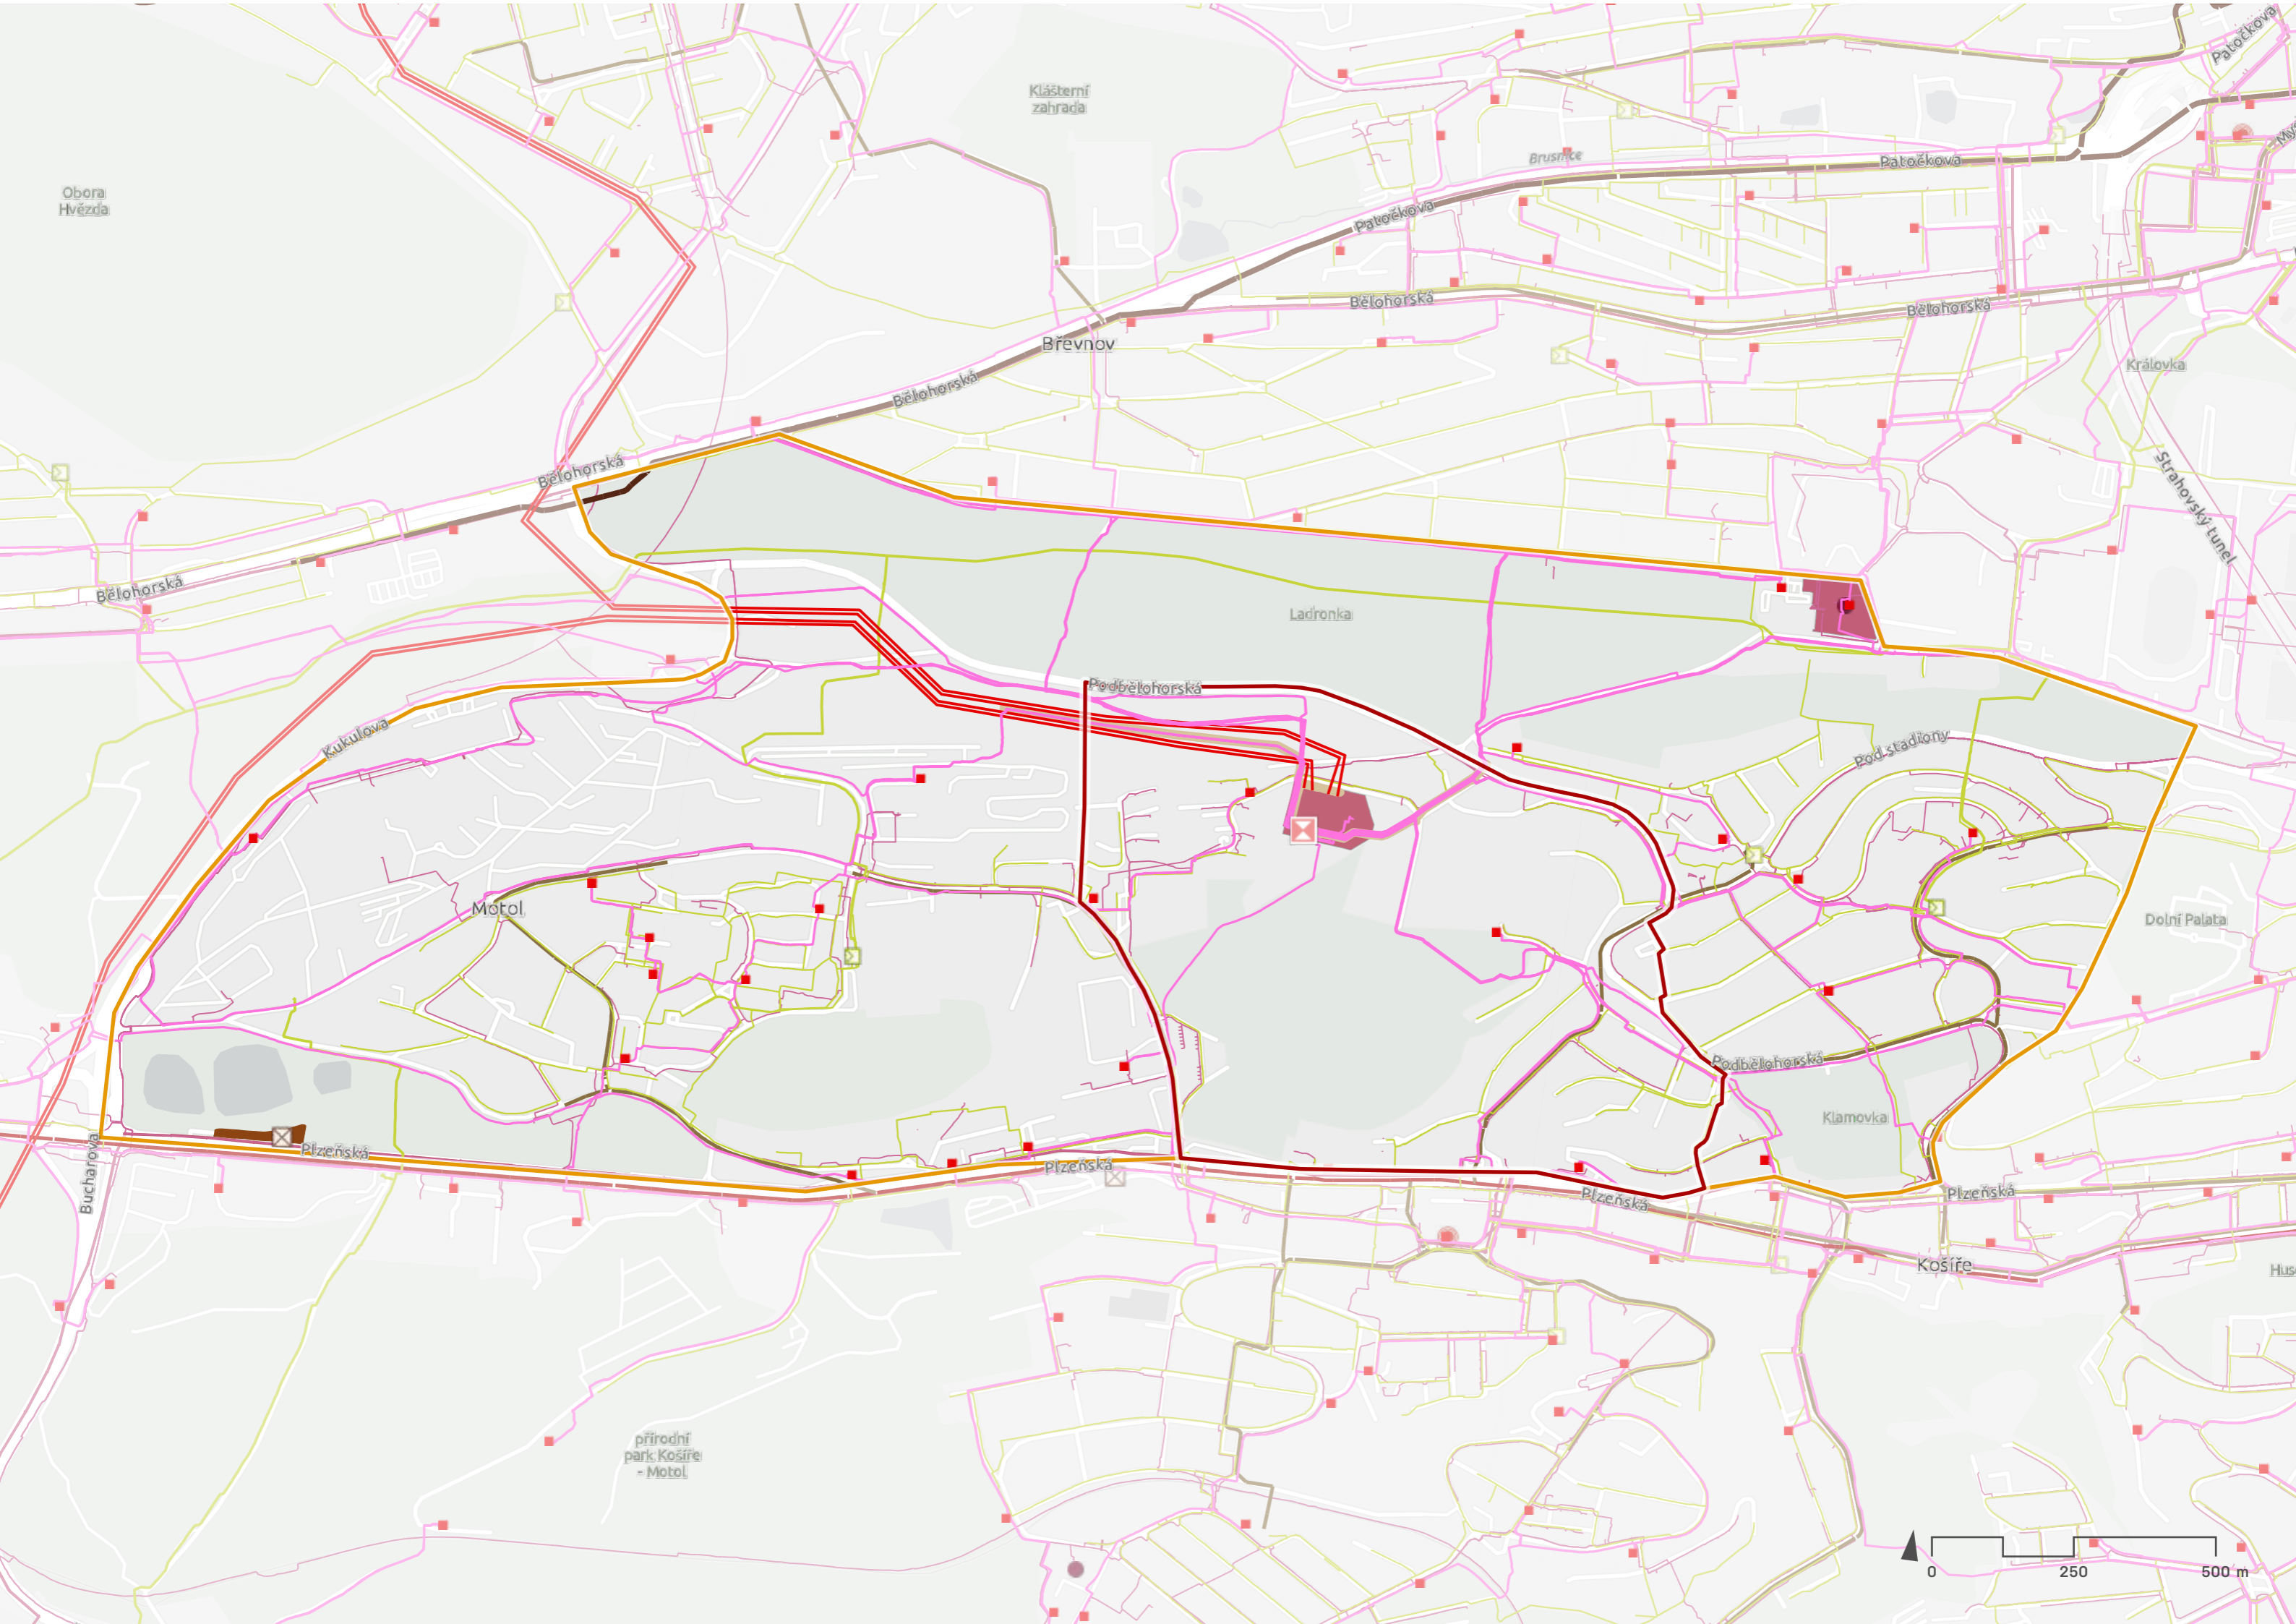 Patočkova
Klášterní
zahrada
Brusnice
Patočkova
Obora
Hvězda
Patočkova
Bělohorská
Bělohorská
Břevnov
Královka
Bělohorská
Bělohorská
Strahovský tunel
Bělohorská
Ladronka
Podbělohorská
Kukulova
Pod stadiony
Motol
Dolní Palata
Podbělohorská
Klamovka
Plzeňská
Bucharova
Plzeňská
Plzeňská
Plzeňská
Košíře
přírodní
park Košíře
- Motol
0 250 500 m